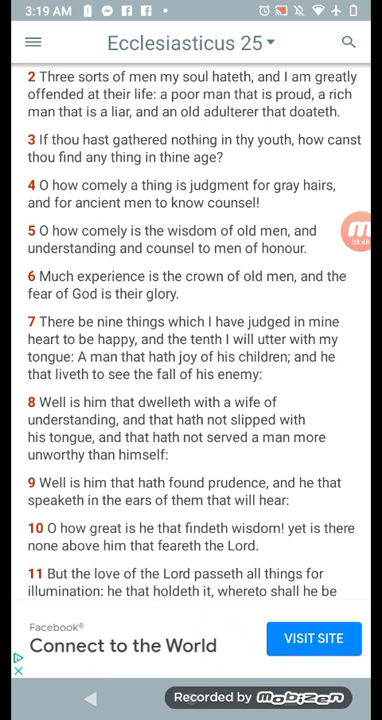 3:19 AM
Ecclesiasticus 25
2 Three sorts of men my soul hateth, and I am greatly
offended at their life: a poor man that is proud, a rich
man that is a liar, and an old adulterer that doateth.
3 If thou hast gathered nothing in thy youth, how canst
thou find any thing in thine age?
4 O how comely a thing is judgment for gray hairs,
and for ancient men to know counsel!
5 O how comely is the wisdom of old men, and
understanding and counsel to men of honour.
08:48
6 Much experience is the crown of old men, and the
fear of God is their glory.
7 There be nine things which I have judged in mine
heart to be happy, and the tenth I will utter with my
tongue: A man that hath joy of his children; and he
that liveth to see the fall of his enemy:
8 Well is him that dwelleth with a wife of
understanding, and that hath not slipped with
his tongue, and that hath not served a man more
unworthy than himself:
9 Well is him that hath found prudence, and he that
speaketh in the ears of them that will hear:
10 O how great is he that findeth wisdom! yet is there
none above him that feareth the Lord.
11 But the love of the Lord passeth all things for
illumination: he that holdeth it, whereto shall he be
Facebook®
Connect to the World
VISIT SITE
Recorded by mobizen